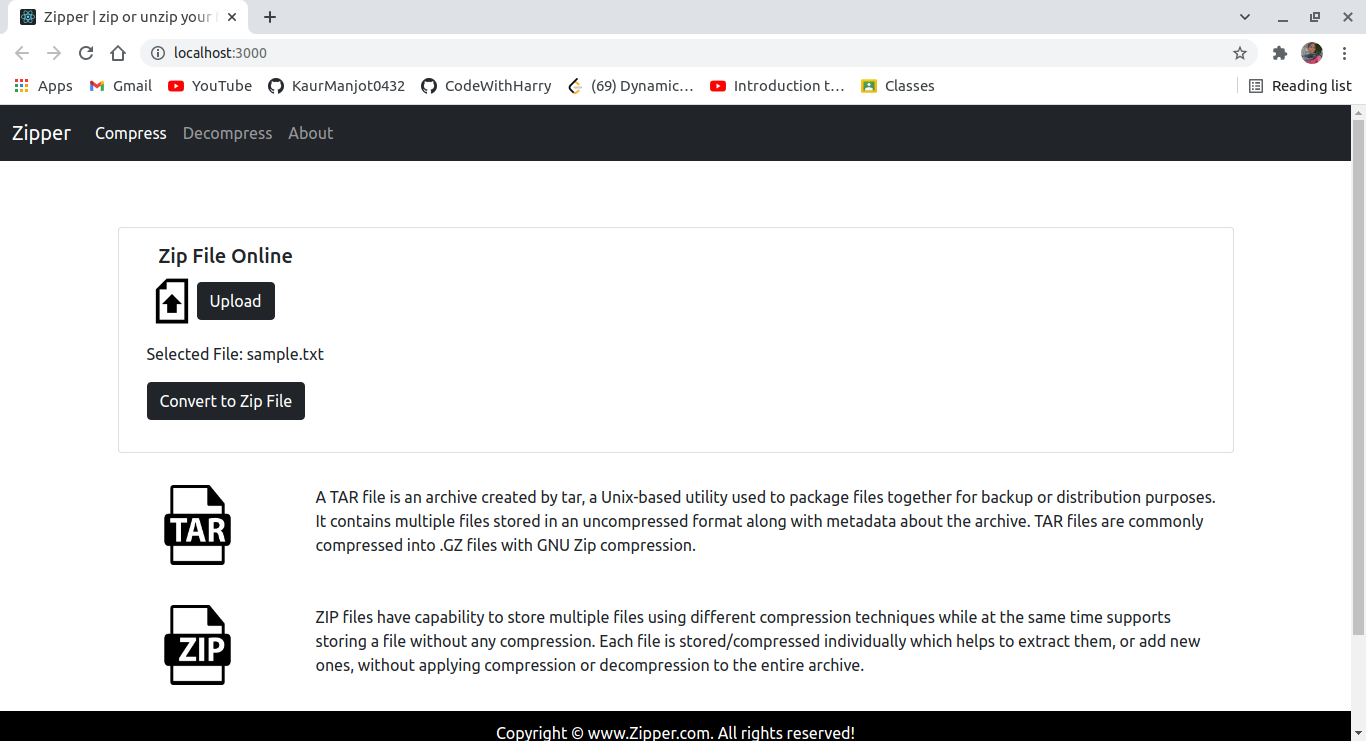 Zipper | zip or unzip your
localhost:3000
Apps Gmail YouTube KaurManjot0432 CodeWithHarry (69) Dynamic... Introduction t... Classes Reading list
Zipper Compress Decompress About
Zip File Online
Upload
Selected File: sample.txt
Convert to Zip File
TAR
A TAR file is an archive created by tar, a Unix-based utility used to package files together for backup or distribution purposes.
It contains multiple files stored in an uncompressed format along with metadata about the archive. TAR files are commonly
compressed into .GZ files with GNU Zip compression.
ZIP
ZIP files have capability to store multiple files using different compression techniques while at the same time supports
storing a file without any compression. Each file is stored/compressed individually which helps to extract them, or add new
ones, without applying compression or decompression to the entire archive.
Copyright © www.Zipper.com. All rights reserved!